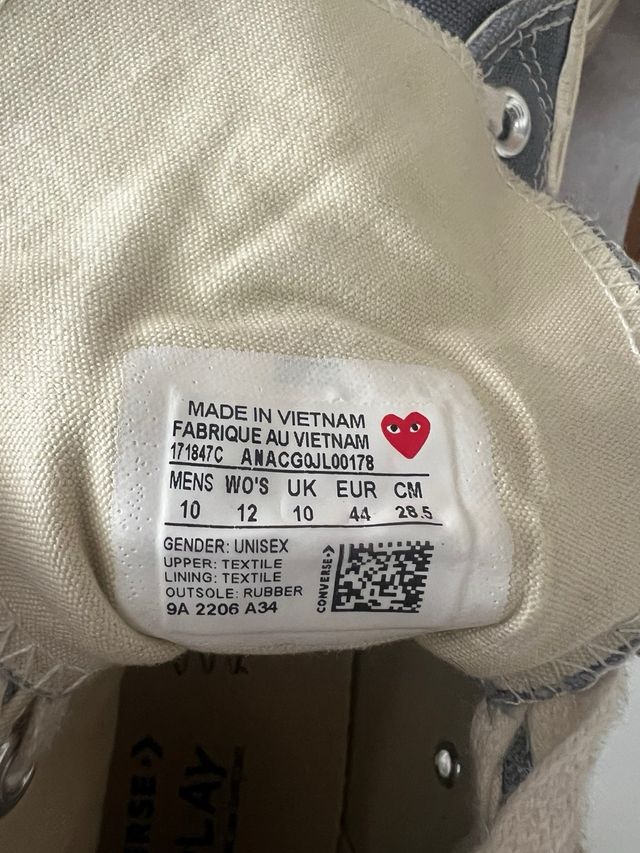 MADE IN VIETNAM
FABRIQUE AU VIETNAM
171847C ANACGQJL00178
MENS WO'S UK EUR CM
10 12 10 44 28.5
GENDER: UNISEX
UPPER: TEXTILE
LINING: TEXTILE
OUTSOLE: RUBBER
9A 2206 A34
CONVERSE